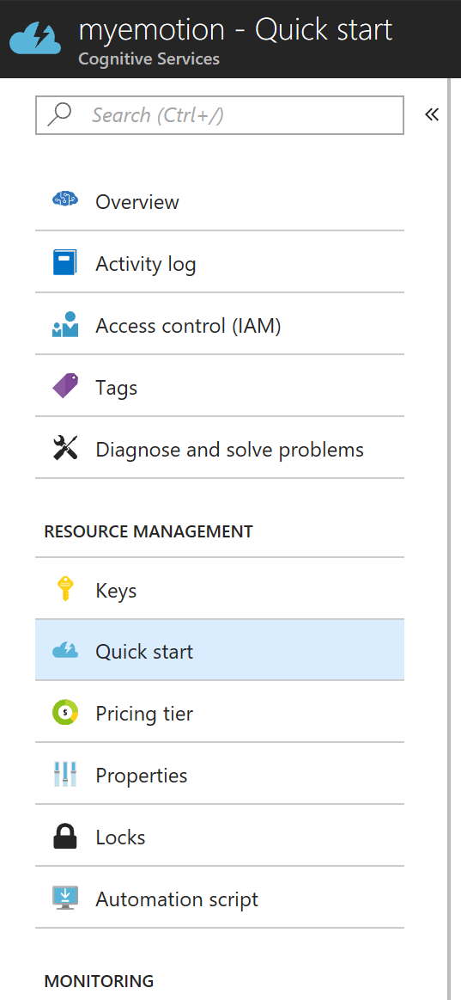 myemotion - Quick start
Cognitive Services
Search (Ctrl+/)
Overview
Activity log
Access control (IAM)
Tags
Diagnose and solve problems
RESOURCE MANAGEMENT
Keys
Quick start
Pricing tier
Properties
Locks
Automation script
MONITORING